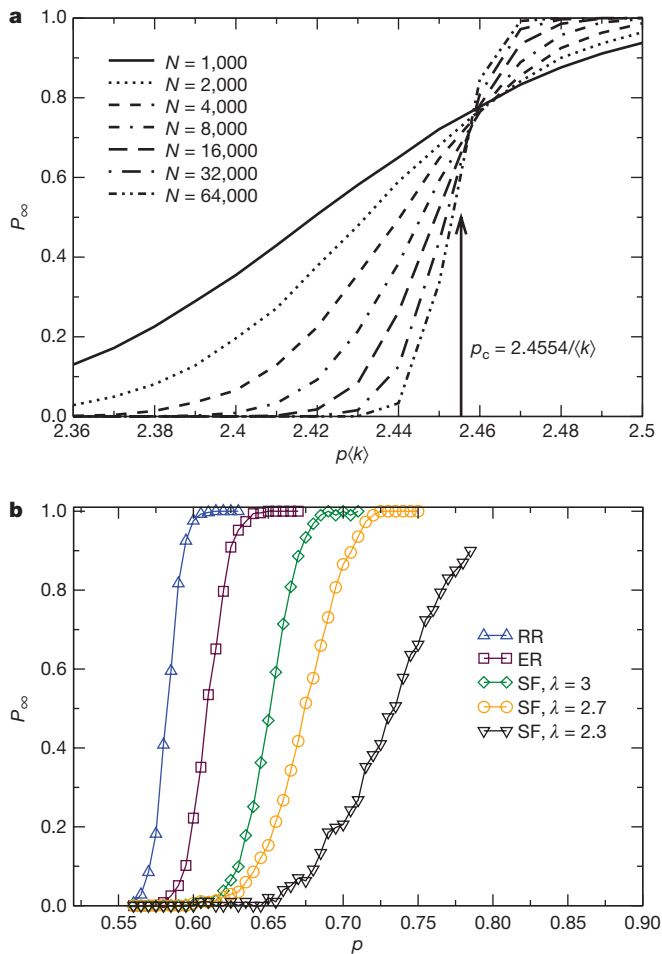 a
1.0
0.8
0.6
0.4
0.2
0.0
P∞
N = 1,000
N = 2,000
N = 4,000
N = 8,000
N = 16,000
N = 32,000
N = 64,000
pc = 2.4554/⟨k⟩
2.36 2.38 2.4 2.42 2.44 2.46 2.48 2.5
p⟨k⟩
b
1.0
0.8
0.6
0.4
0.2
0.0
P∞
RR
ER
SF, λ = 3
SF, λ = 2.7
SF, λ = 2.3
0.55 0.60 0.65 0.70 0.75 0.80 0.85 0.90
p